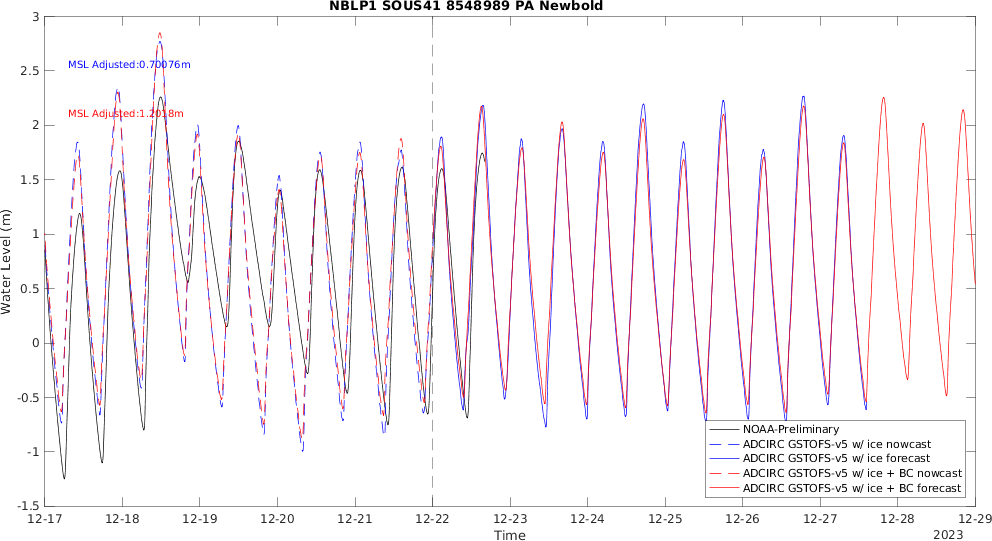 NBLP1 SOUS41 8548989 PA Newbold
3
2.5
2
1.5
1
0.5
0
-0.5
-1
-1.5
Water Level (m)
MSL Adjusted:0.70076m
MSL Adjusted:1.2018m
NOAA-Preliminary
ADCIRC GSTOFS-v5 w/ ice nowcast
ADCIRC GSTOFS-v5 w/ ice forecast
ADCIRC GSTOFS-v5 w/ ice + BC nowcast
ADCIRC GSTOFS-v5 w/ ice + BC forecast
12-17 12-18 12-19 12-20 12-21 12-22 12-23 12-24 12-25 12-26 12-27 12-28 12-29
Time
2023